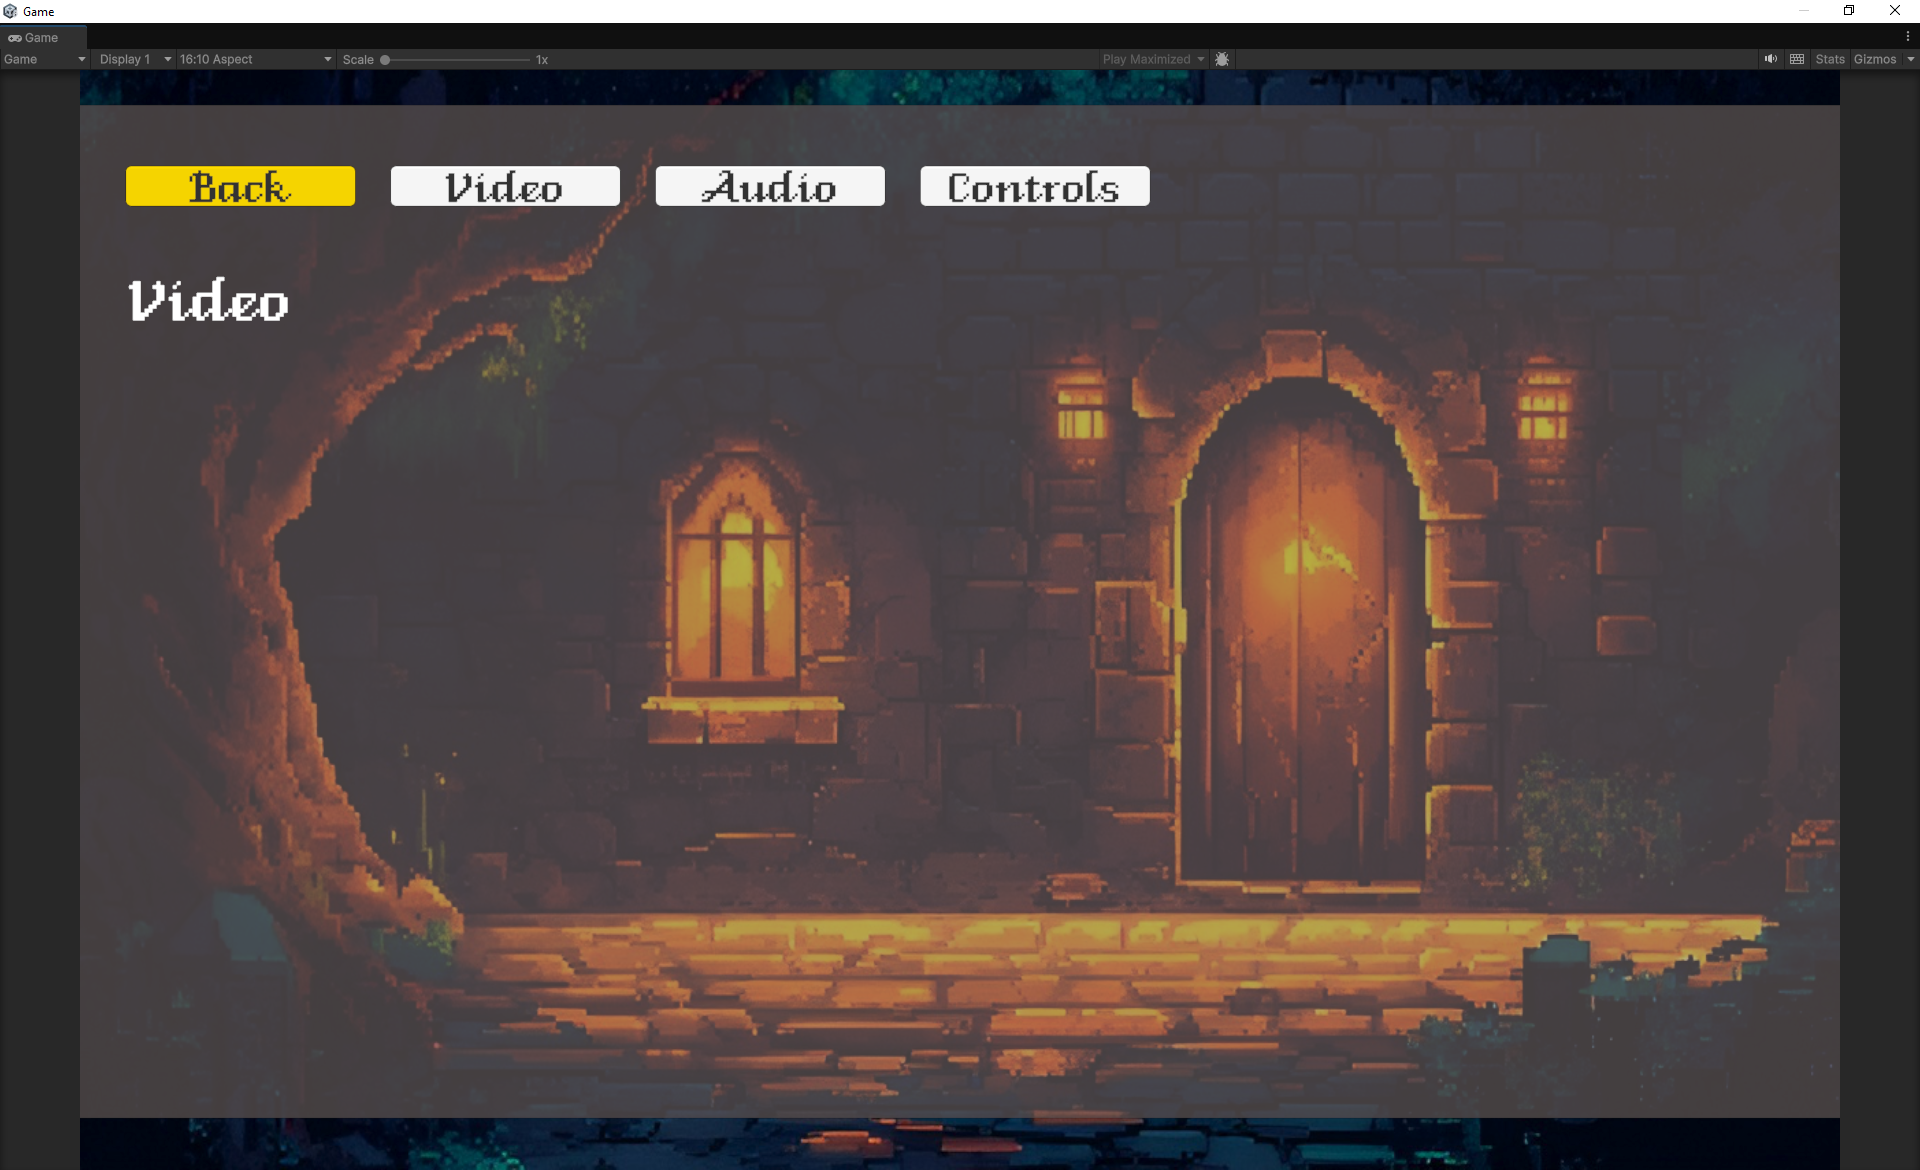 Game
Game
Game Display 1 16:10 Aspect Scale 1x Play Maximized Stats Gizmos
Back Video Audio Controls
Video